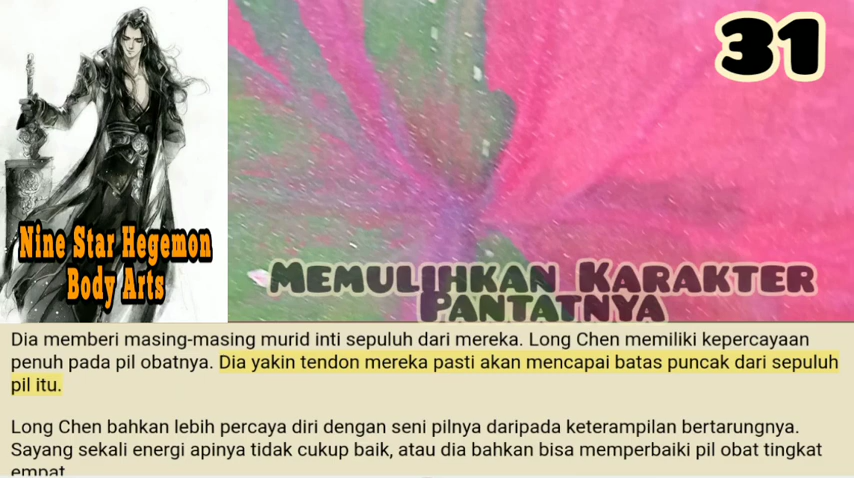 31
Nine Star Hegemon
Body Arts
Memulihkan Karakter
Pantatnya
Dia memberi masing-masing murid inti sepuluh dari mereka. Long Chen memiliki kepercayaan
penuh pada pil obatnya. Dia yakin tendon mereka pasti akan mencapai batas puncak dari sepuluh
pil itu.
Long Chen bahkan lebih percaya diri dengan seni pilnya daripada keterampilan bertarungnya.
Sayang sekali energi apinya tidak cukup baik, atau dia bahkan bisa memperbaiki pil obat tingkat
empat